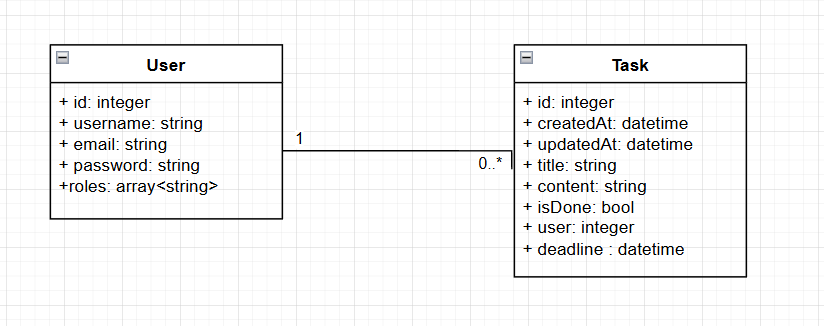 User
+ id: integer
+ username: string
+ email: string
+ password: string
+roles: array<string>
1
0..*
Task
+ id: integer
+ createdAt: datetime
+ updatedAt: datetime
+ title: string
+ content: string
+ isDone: bool
+ user: integer
+ deadline : datetime